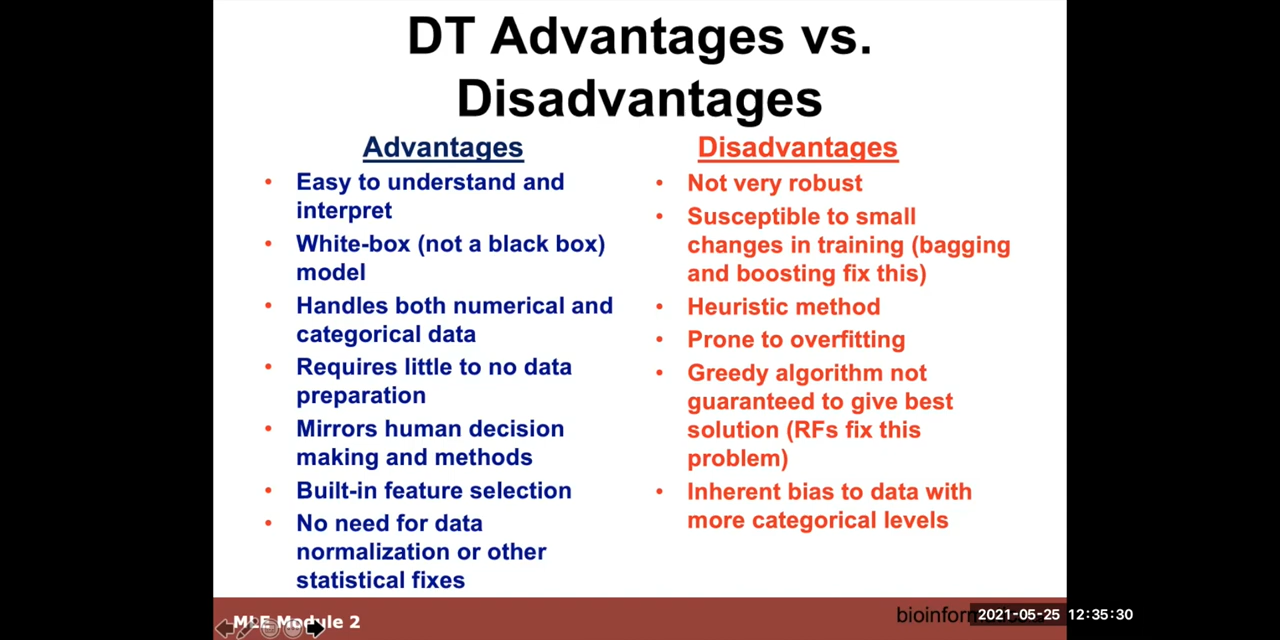 DT Advantages vs.
Disadvantages
Advantages
• Easy to understand and
interpret
• White-box (not a black box)
model
• Handles both numerical and
categorical data
• Requires little to no data
preparation
• Mirrors human decision
making and methods
• Built-in feature selection
• No need for data
normalization or other
statistical fixes
Disadvantages
• Not very robust
• Susceptible to small
changes in training (bagging
and boosting fix this)
• Heuristic method
• Prone to overfitting
• Greedy algorithm not
guaranteed to give best
solution (RFs fix this
problem)
• Inherent bias to data with
more categorical levels
MLE Module 2
2021-05-25 12:35:30